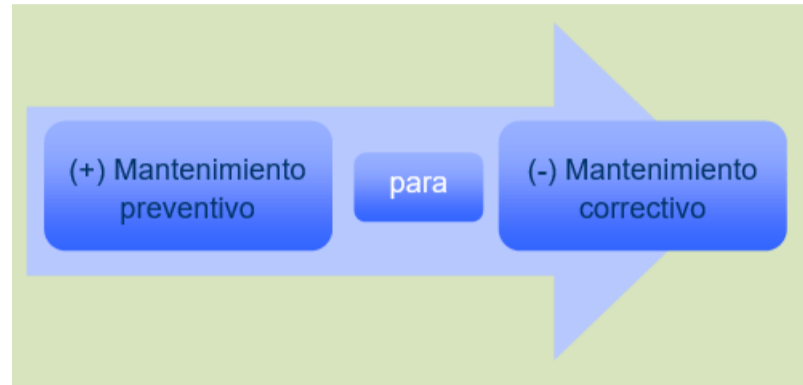 (+) Mantenimiento
preventivo
para
(-) Mantenimiento
correctivo